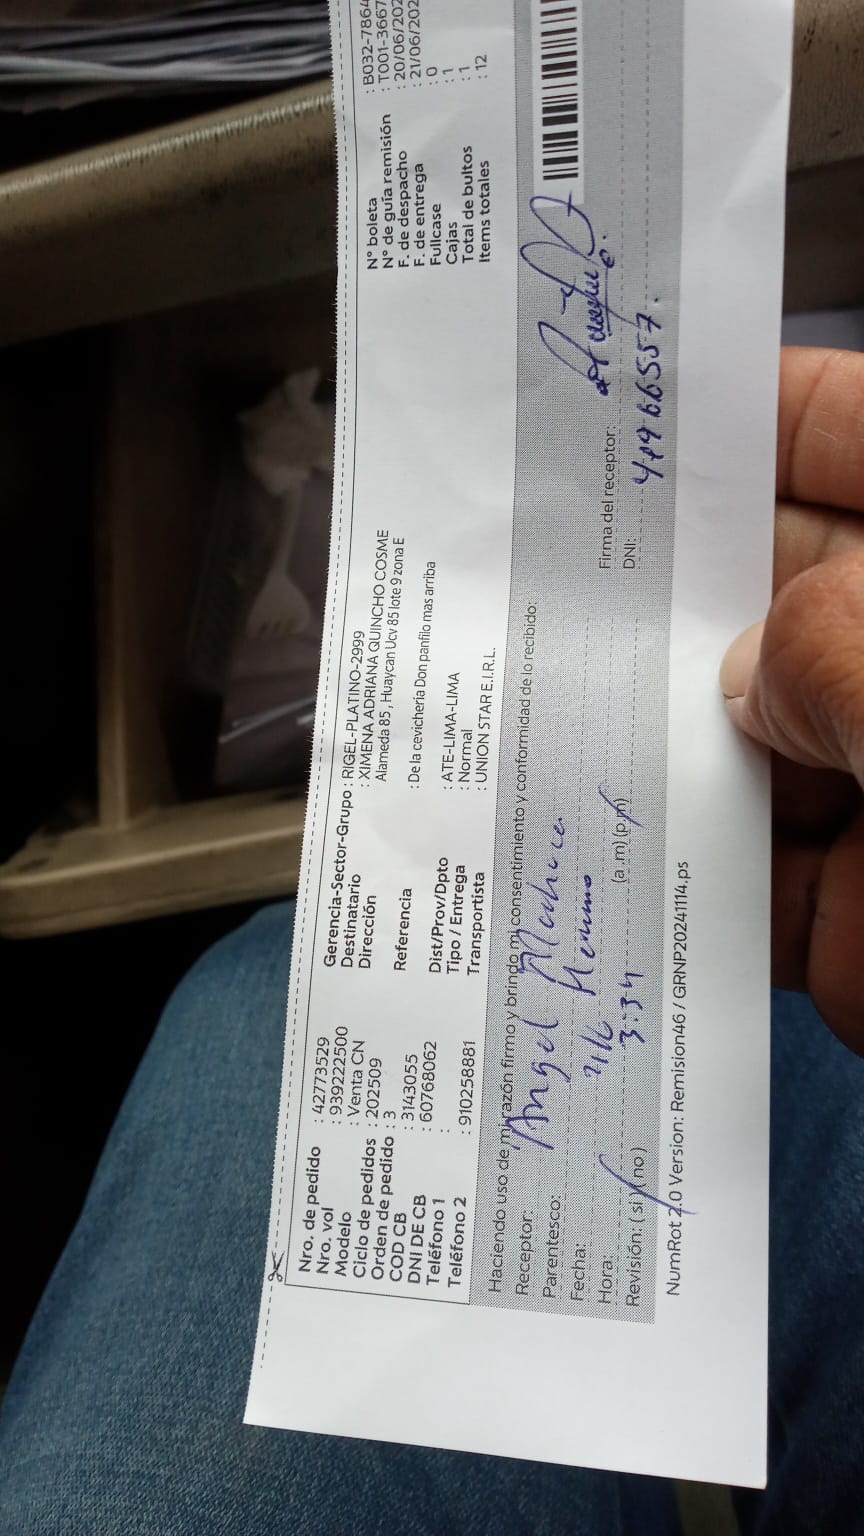 Nro. de pedido : 42773529
Nro. vol : 939222500
Modelo : Venta CN
Ciclo de pedidos : 202509
Orden de pedido : 3
COD CB : 3143055
DNI DE CB : 60768062
Teléfono 1 :
Teléfono 2 : 910258881
Gerencia-Sector-Grupo : RIGEL-PLATINO-2999
Destinatario : XIMENA ADRIANA QUINCHO COSME
Dirección Alameda 85 , Huaycan Ucv 85 lote 9 zona E
Referencia : De la cevicheria Don panfilo mas arriba
Dist/Prov/Dpto : ATE-LIMA-LIMA
Tipo / Entrega : Normal
Transportista : UNION STAR E.I.R.L.
N° boleta : B032-7864
N° de guía remisión : T001-3667
F. de despacho : 20/06/202
F. de entrega : 21/06/202
Fullcase : 0
Cajas : 1
Total de bultos : 1
Items totales : 12
Haciendo uso de mi razón firmo y brindo mi consentimiento y conformidad de lo recibido:
Receptor: Angel
Parentesco:
Fecha:
Hora: 3:34 (a .m) (p.m)
Revisión: ( si ) ( no )
Firma del receptor:
DNI:
NumRot 2.0 Version: Remision46 / GRNP20241114.ps